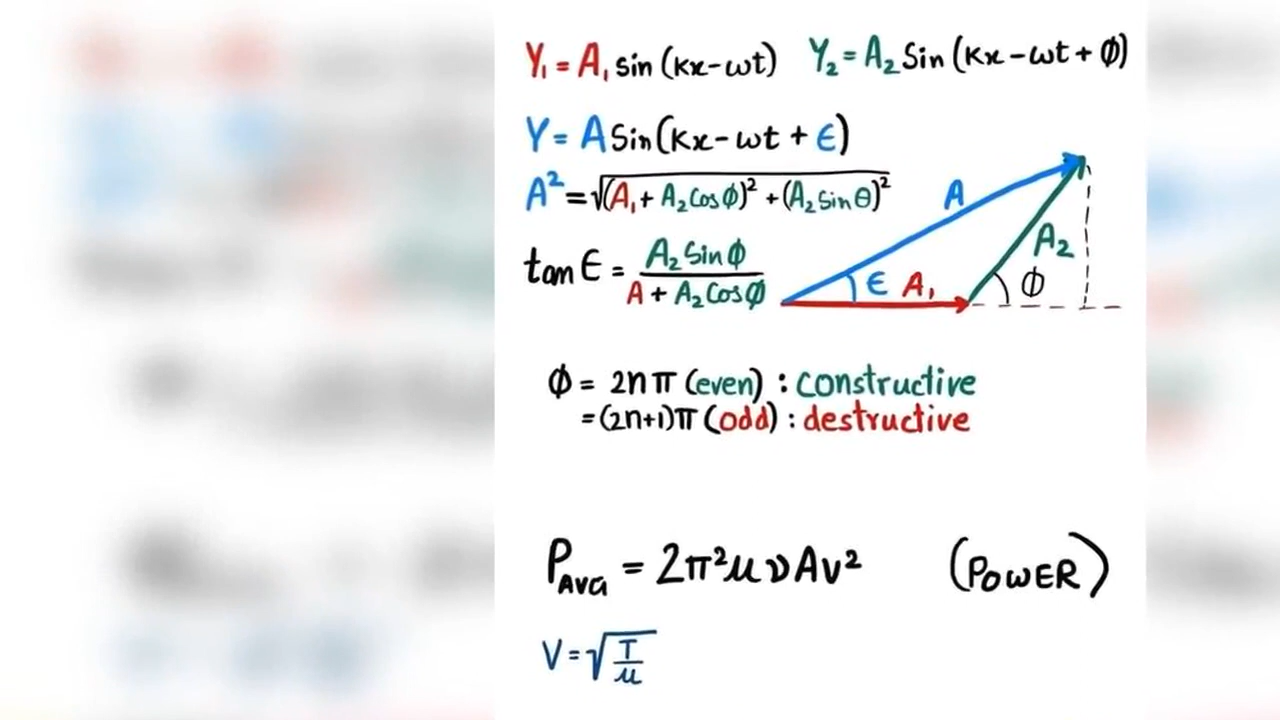 Y₁ = A₁ sin (kx-ωt) Y₂ = A₂ Sin (kx-ωt + ϕ)
Y = A Sin(kx-ωt + ϵ)
A² = √(A₁ + A₂ Cos ϕ)² + (A₂ Sin θ)²
tan ϵ = A₂ Sin ϕ / A + A₂ Cos ϕ
A
A₂
ϵ A₁ ϕ
ϕ = 2nπ (even) : constructive
= (2n+1)π (odd) : destructive
P_AVG = 2π²μνAv² (POWER)
V = √T/μ